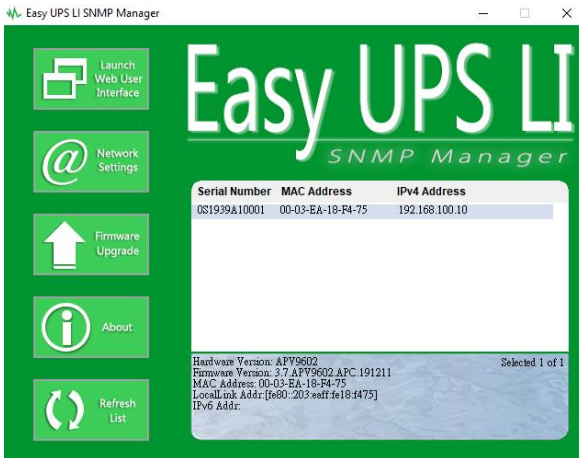 Easy UPS LI SNMP Manager
Launch
Web User
Interface
Network
Settings
Firmware
Upgrade
About
Refresh
List
Easy UPS LI
SNMP Manager
Serial Number MAC Address IPv4 Address
0S1939A10001 00-03-EA-18-F4-75 192.168.100.10
Hardware Version: APV9602
Selected 1 of 1
Firmware Version: 3.7.APV9602.APC.191211
MAC Address: 00-03-EA-18-F4-75
LocalLink Addr:[fe80::203:eaff:fe18:f475]
IPv6 Addr: